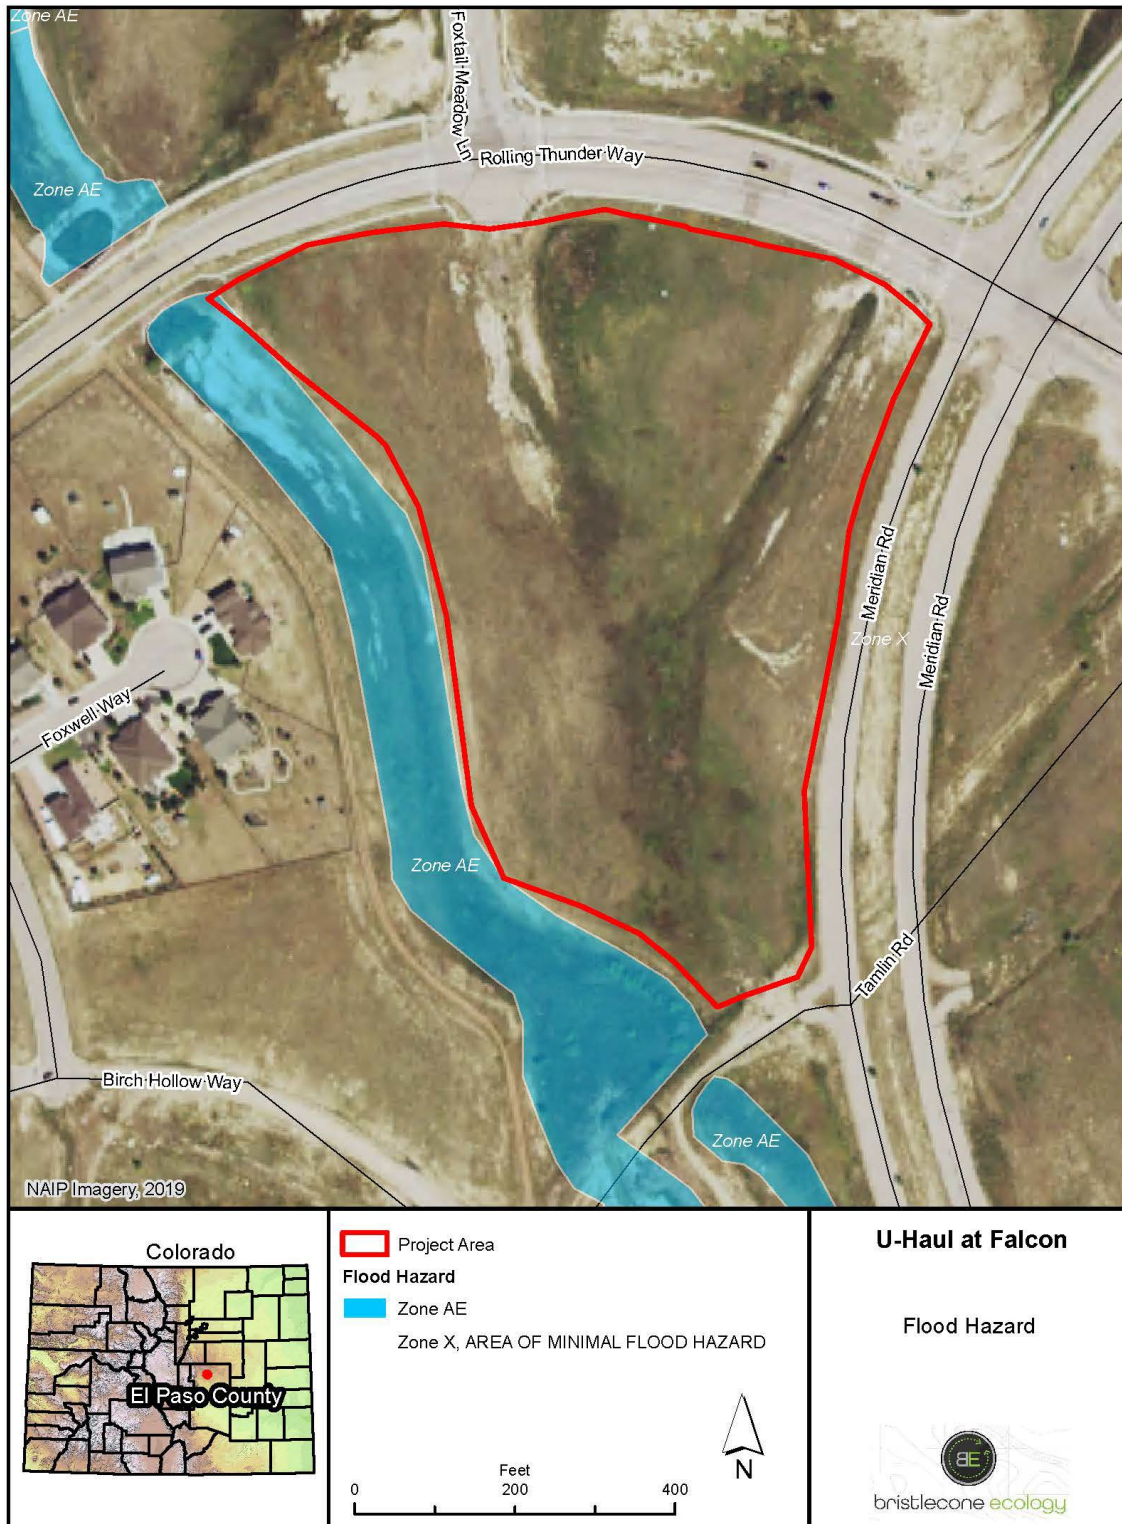 Zone AE
Foxtail Meadow Ln
Rolling Thunder Way
Zone AE
Meridian Rd
Zone X
Meridian Rd
Foxwell Way
Zone AE
Tamlin Rd
Birch Hollow Way
Zone AE
NAIP Imagery, 2019
Colorado
El Paso County
Project Area
Flood Hazard
Zone AE
Zone X, AREA OF MINIMAL FLOOD HAZARD
N
Feet
0 200 400
U-Haul at Falcon
Flood Hazard
BE
bristlecone ecology